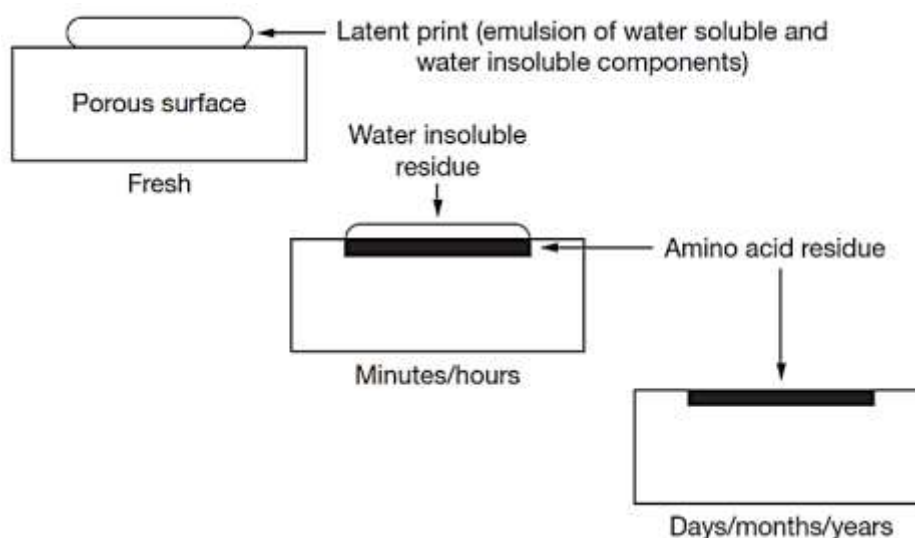 Latent print (emulsion of water soluble and
water insoluble components)
Porous surface
Fresh
Water insoluble
residue
Amino acid residue
Minutes/hours
Days/months/years